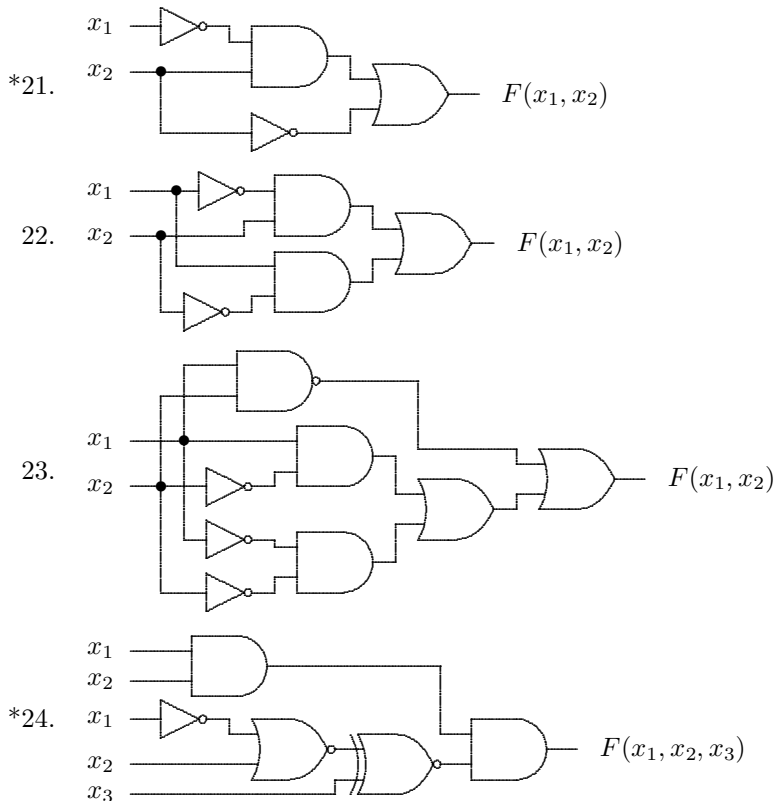 x₁
*21. x₂ F(x₁, x₂)
x₁
22. x₂ F(x₁, x₂)
x₁
23. x₂ F(x₁, x₂)
x₁
x₂
*24. x₁ F(x₁, x₂, x₃)
x₂
x₃